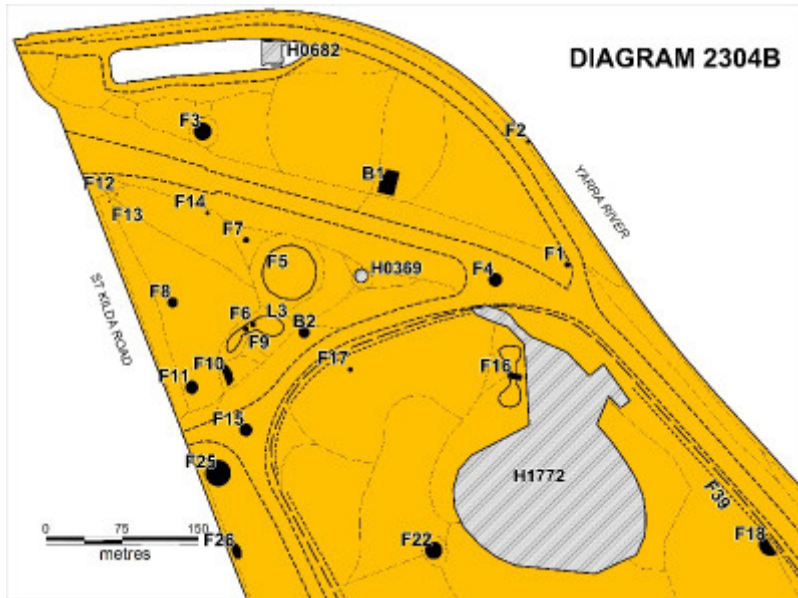 H0682
DIAGRAM 2304B
F3
F2
B1
F12
F13
F14
YARRA RIVER
F7
F5
H0369
F4
F1
F8
ST KILDA ROAD
L3
F6
B2
F9
F10
F11
F17
F16
F15
F25
H1772
F39
0 75 150
metres
F26
F22
F18